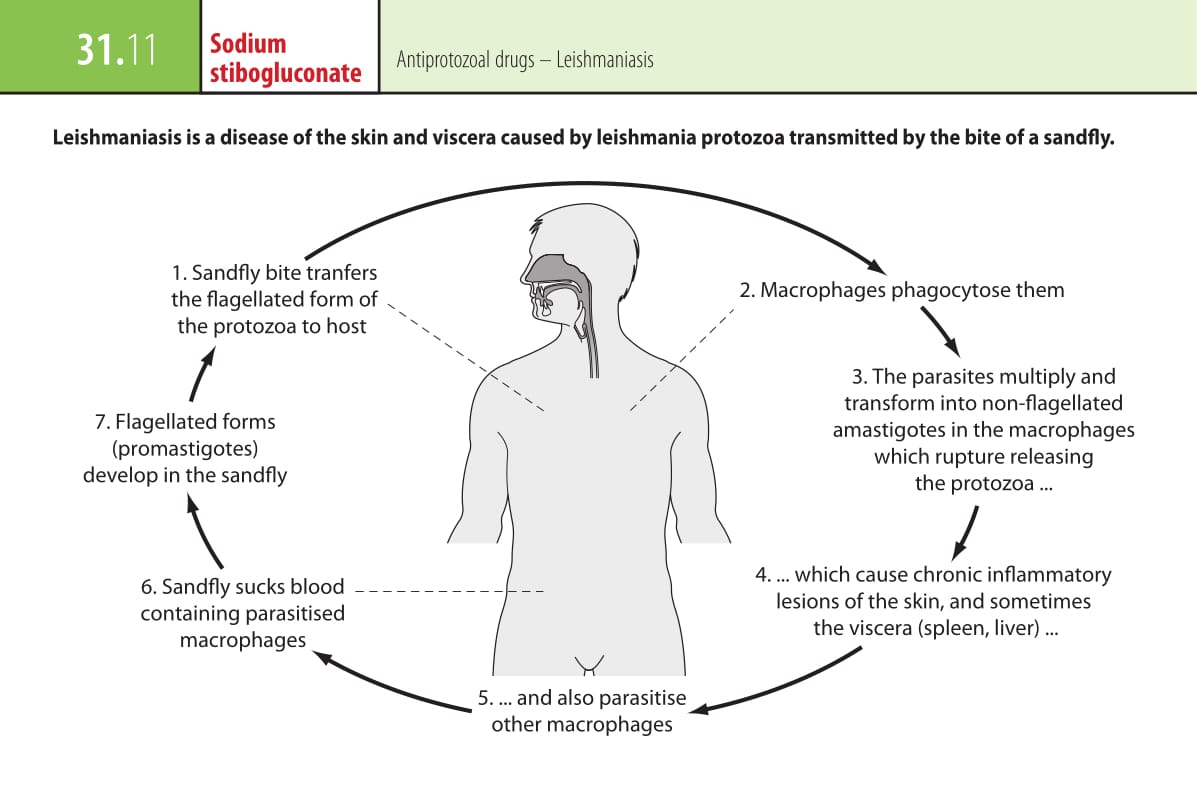 31.11
Sodium
stibogluconate
Antiprotozoal drugs – Leishmaniasis
Leishmaniasis is a disease of the skin and viscera caused by leishmania protozoa transmitted by the bite of a sandfly.
1. Sandfly bite tranfers
the flagellated form of
the protozoa to host
2. Macrophages phagocytose them
3. The parasites multiply and
transform into non-flagellated
amastigotes in the macrophages
which rupture releasing
the protozoa ...
4. ... which cause chronic inflammatory
lesions of the skin, and sometimes
the viscera (spleen, liver) ...
5. ... and also parasitise
other macrophages
6. Sandfly sucks blood
containing parasitised
macrophages
7. Flagellated forms
(promastigotes)
develop in the sandfly